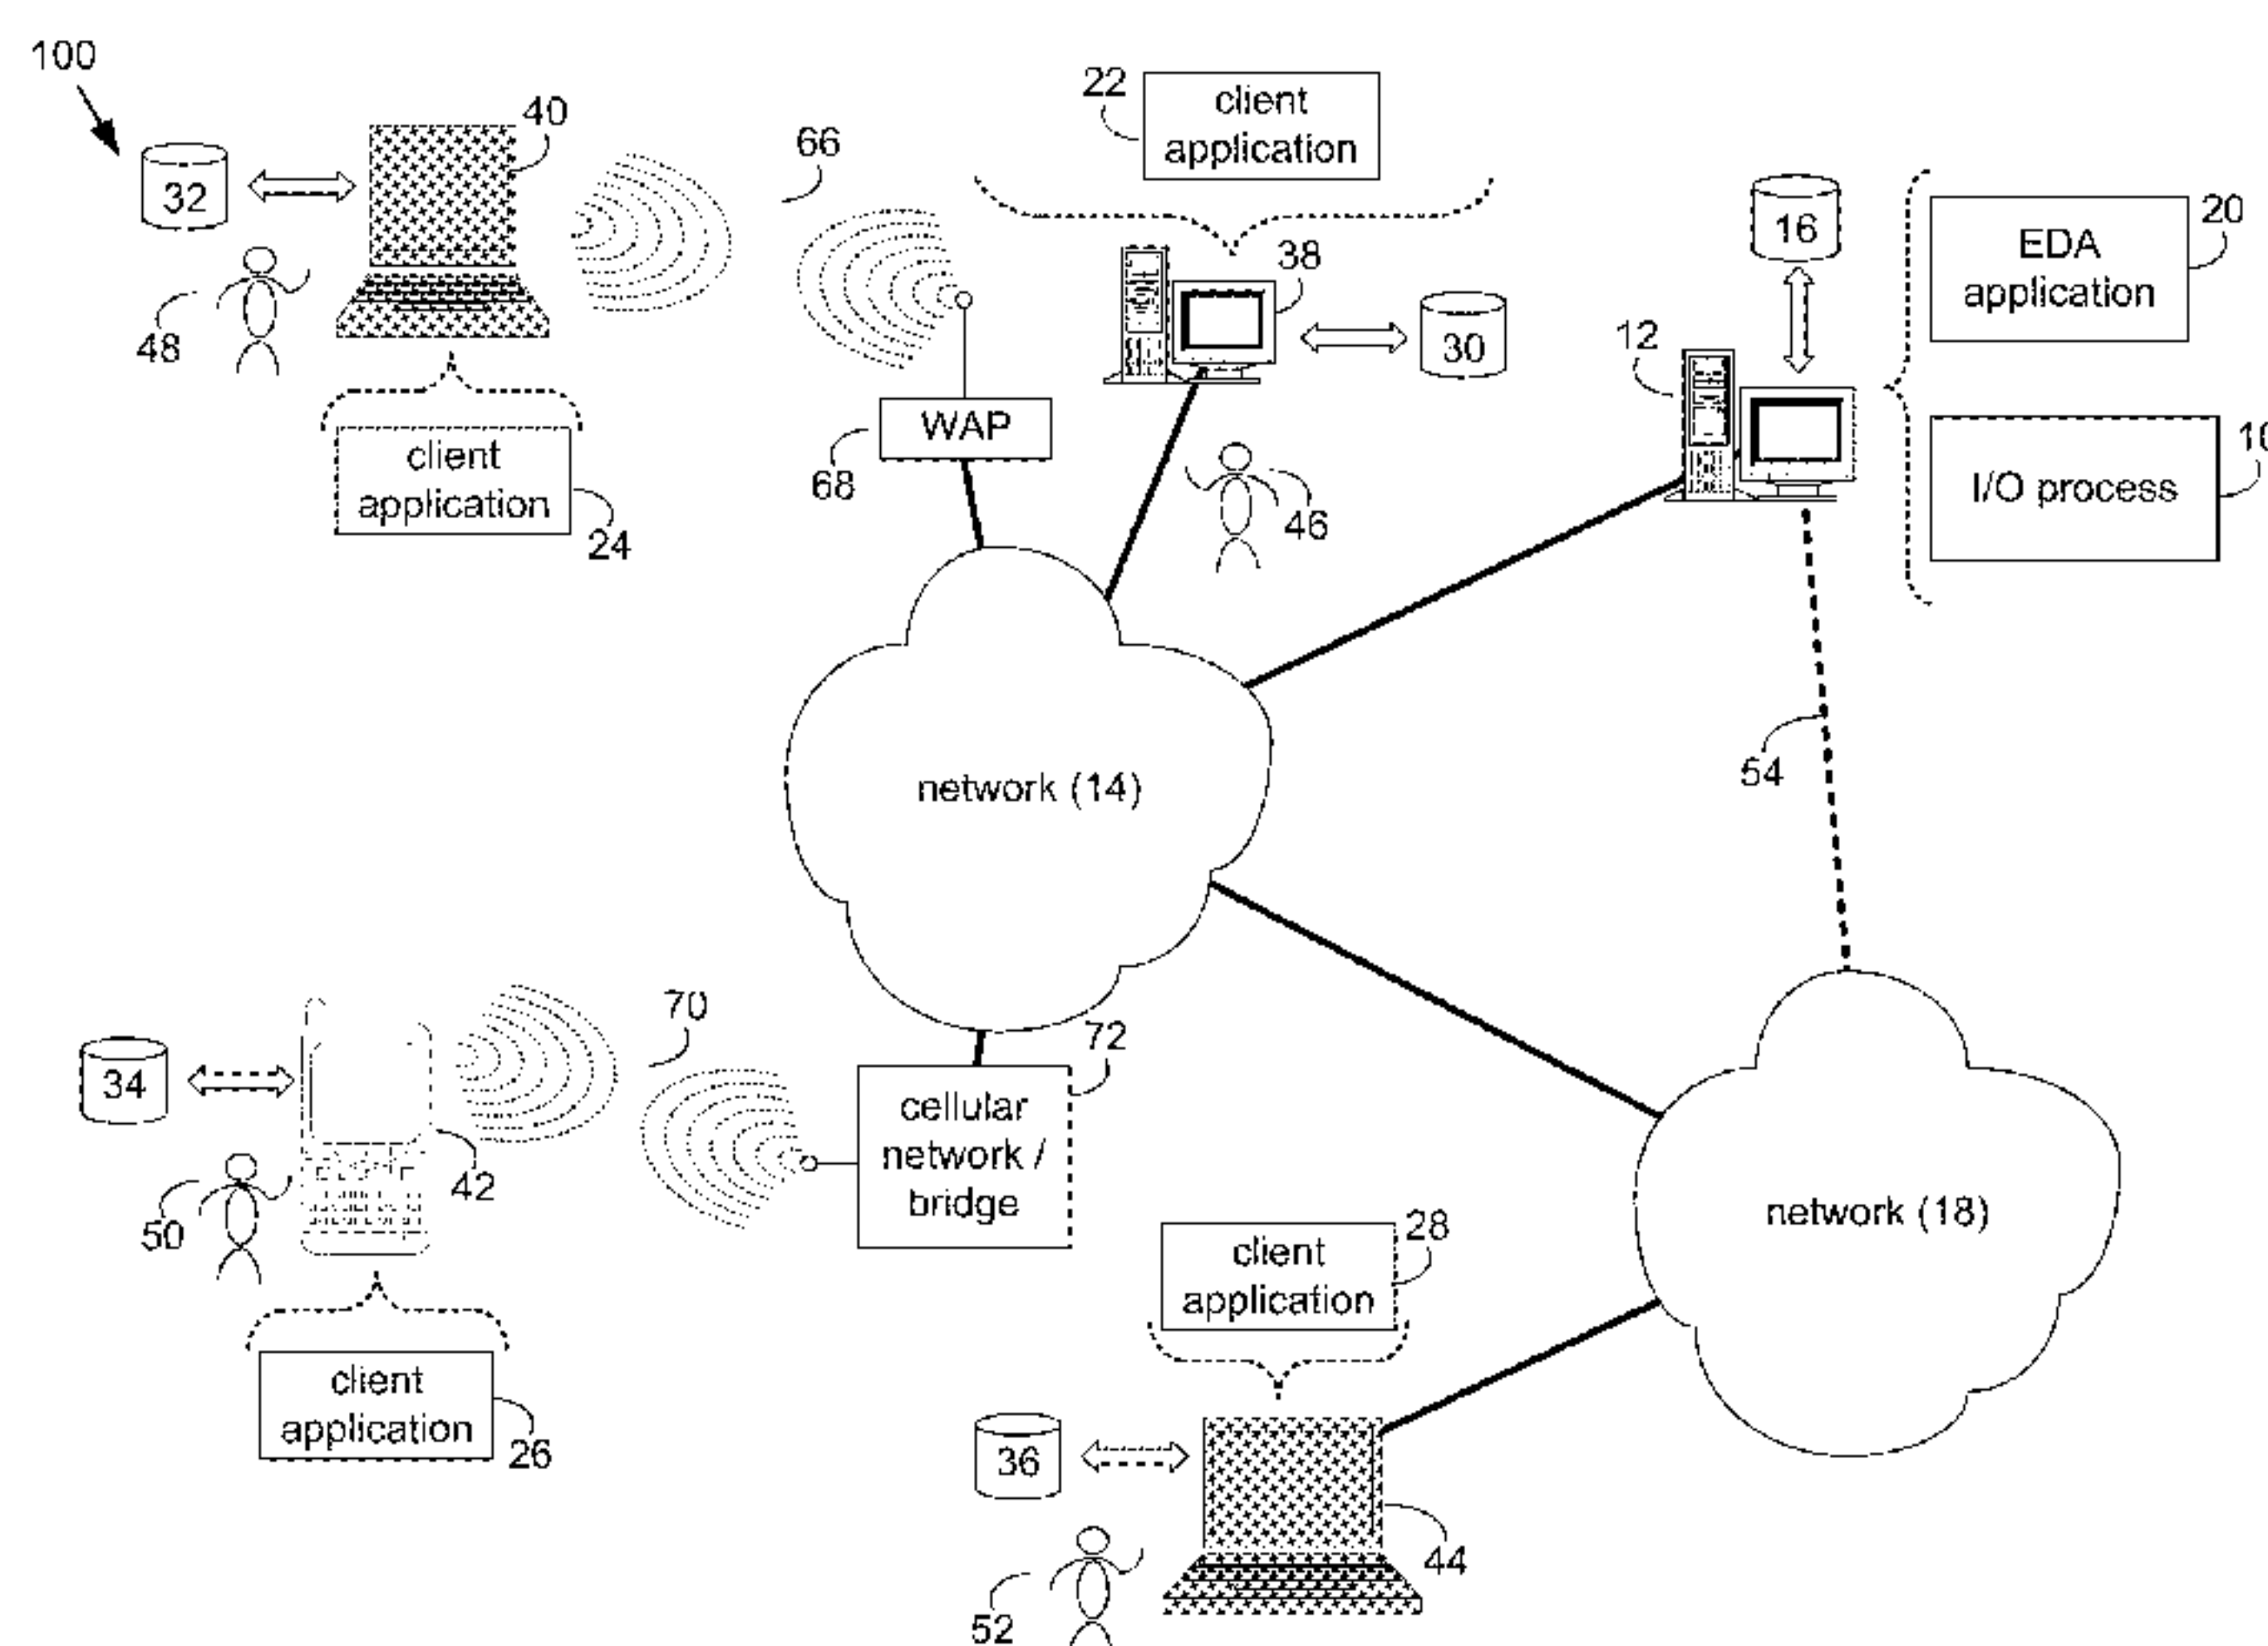 100
40
66
22
client
application
32
16
20
EDA
application
38
48
12
30
WAP
10
client
application
68
I/O process
46
24
network (14)
54
70
72
34
cellular
network /
bridge
42
50
28
client
application
network (18)
client
application
26
36
44
52